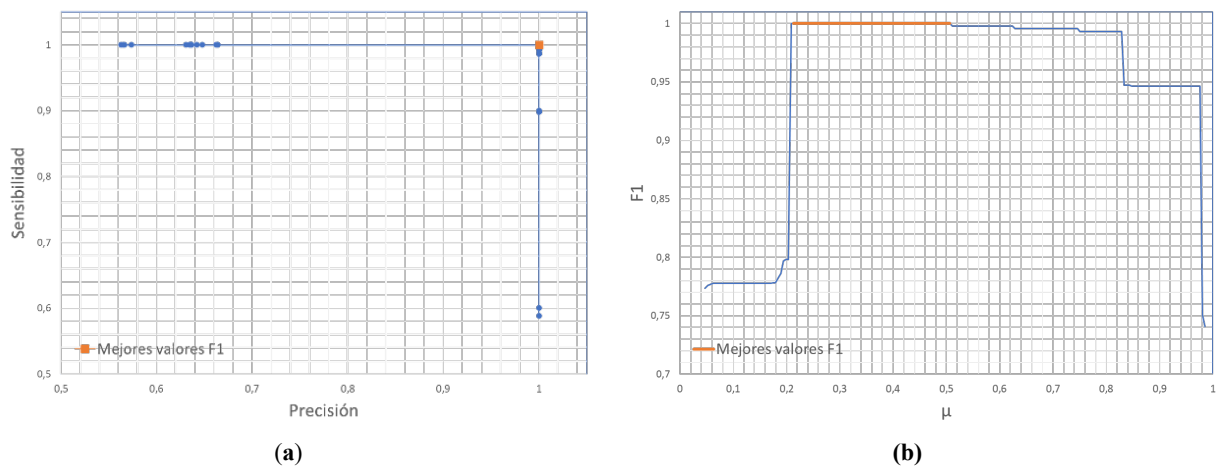 Sensibilidad
1
0,9
0,8
0,7
0,6
0,5
Mejores valores F1
0,5 0,6 0,7 0,8 0,9 1
Precisión
(a)
F1
1
0,95
0,9
0,85
0,8
0,75
0,7
Mejores valores F1
0 0,1 0,2 0,3 0,4 0,5 0,6 0,7 0,8 0,9 1
μ
(b)